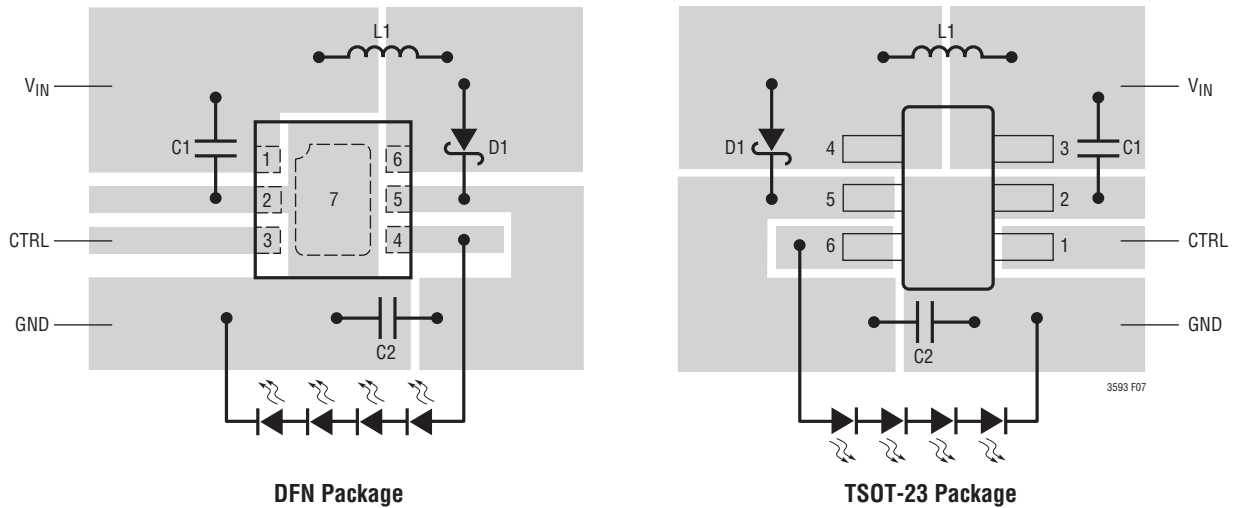 L1
VIN
C1
D1
1
2
3
7
6
5
4
CTRL
GND
C2
DFN Package
L1
VIN
D1
C1
4
5
6
3
2
1
CTRL
GND
C2
3593 F07
TSOT-23 Package